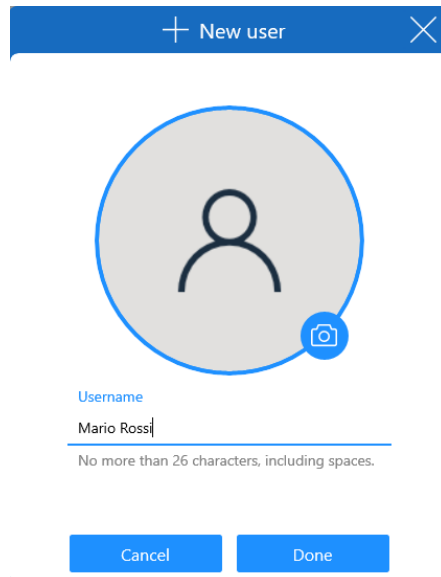 New user
Username
Mario Rossi
No more than 26 characters, including spaces.
Cancel Done